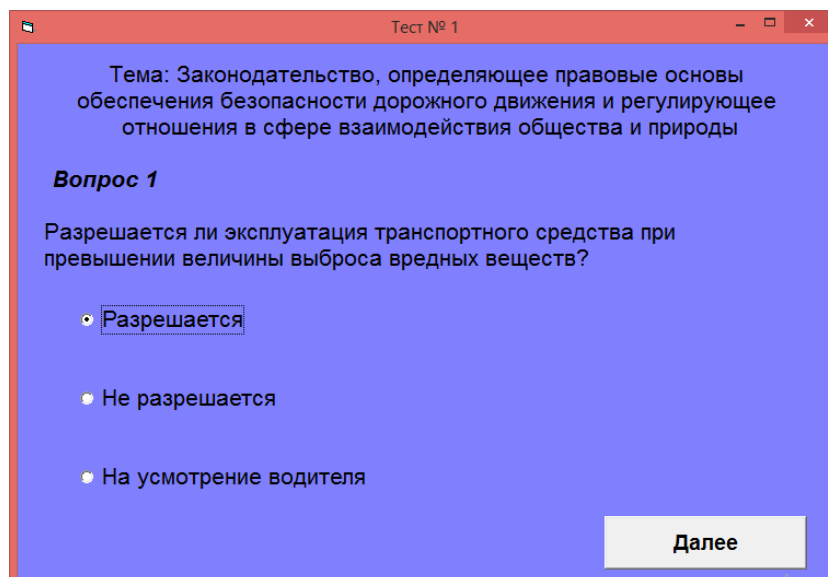 Тест № 1
Тема: Законодательство, определяющее правовые основы
обеспечения безопасности дорожного движения и регулирующее
отношения в сфере взаимодействия общества и природы
Вопрос 1
Разрешается ли эксплуатация транспортного средства при
превышении величины выброса вредных веществ?
Разрешается
Не разрешается
На усмотрение водителя
Далее